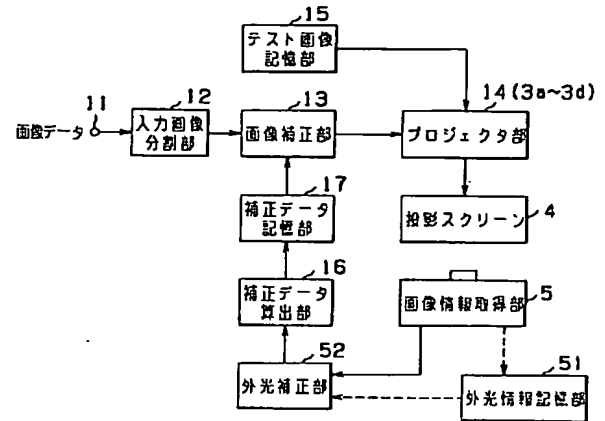 15
テスト画像
記憶部
11
画像データ
12
入力画像
分割部
13
画像補正部
14(3a~3d)
プロジェクタ部
17
補正データ
記憶部
投影スクリーン
4
16
補正データ
算出部
画像情報取得部
5
52
外光補正部
51
外光情報記憶部